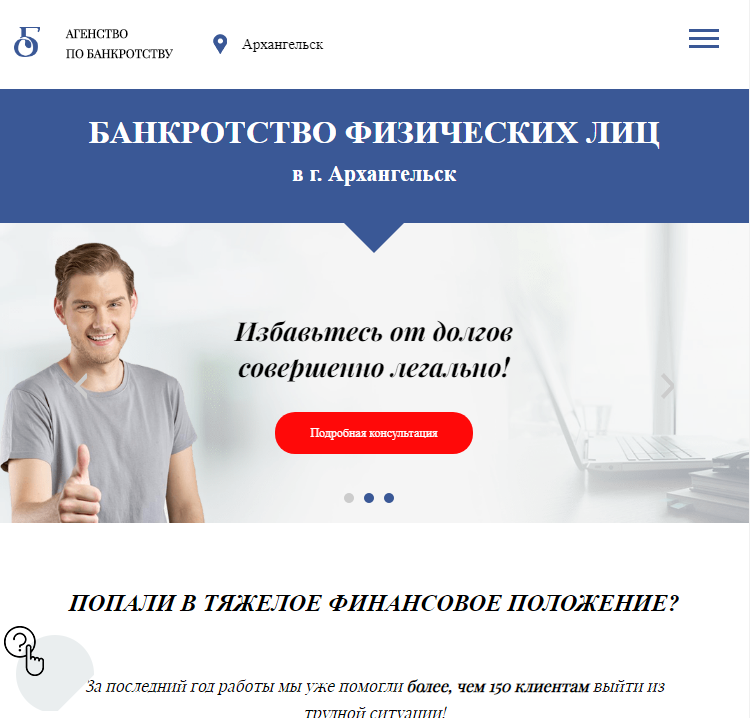 Б
АГЕНСТВО
ПО БАНКРОТСТВУ
Архангельск
БАНКРОТСТВО ФИЗИЧЕСКИХ ЛИЦ
в г. Архангельск
Избавьтесь от долгов
совершенно легально!
Подробная консультация
ПОПАЛИ В ТЯЖЕЛОЕ ФИНАНСОВОЕ ПОЛОЖЕНИЕ?
?
За последний год работы мы уже помогли более, чем 150 клиентам выйти из
трудной ситуации!